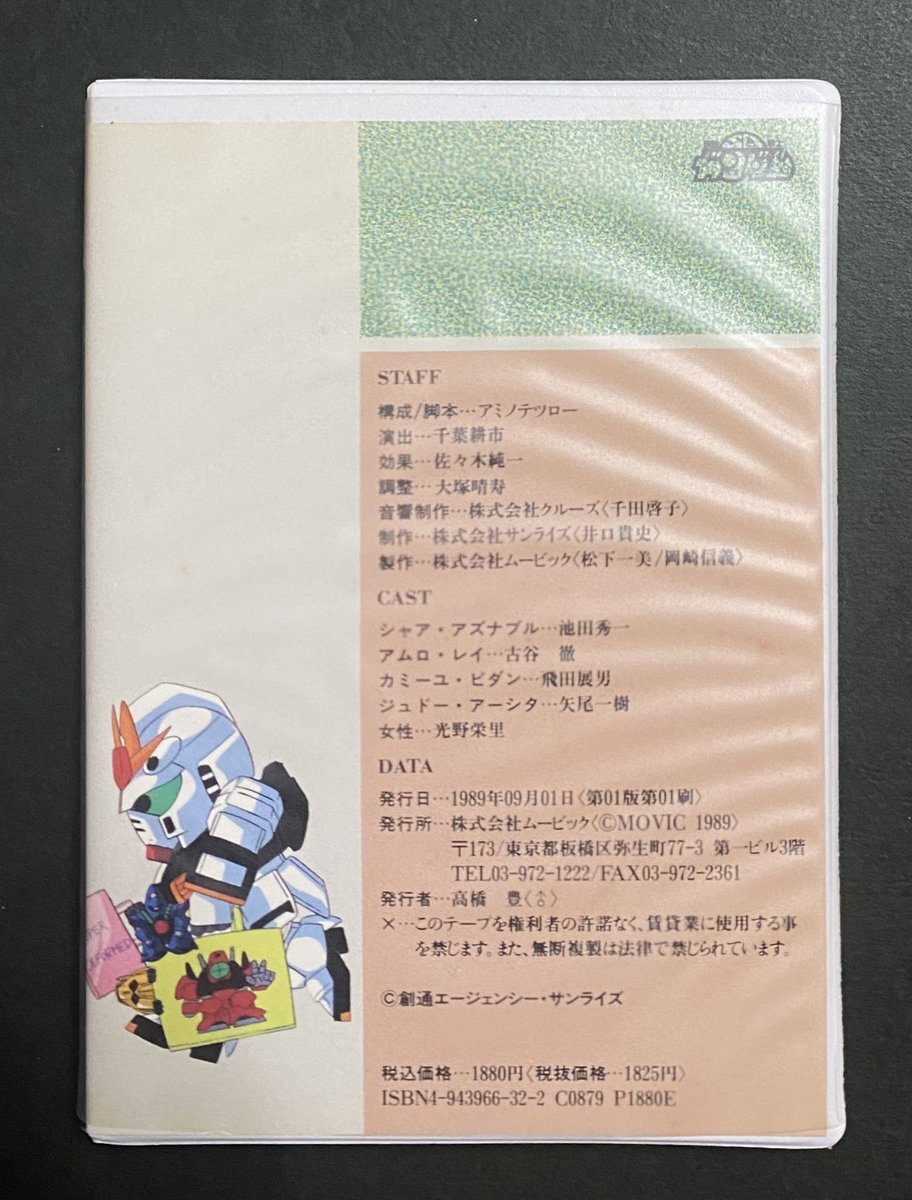 STAFF
構成/脚本…アミノテツロー
演出…千葉耕市
効果…佐々木純一
調整…大塚晴寿
音響制作…株式会社クルーズ〈千田啓子〉
制作…株式会社サンライズ〈井口貴史〉
製作…株式会社ムービック〈松下一美/岡崎信義〉
CAST
シャア・アズナブル…池田秀一
アムロ・レイ…古谷 徹
カミーユ・ビダン…飛田展男
ジュドー・アーシタ…矢尾一樹
女性…光野栄里
DATA
発行日…1989年09月01日〈第01版第01刷〉
発行所…株式会社ムービック〈©MOVIC 1989〉
〒173/東京都板橋区弥生町77-3 第一ビル3階
TEL03-972-1222/FAX03-972-2361
発行者…高橋 豊
×…このテープを権利者の許諾なく、賃貸業に使用する事
を禁じます。また、無断複製は法律で禁じられています。
©創通エージェンシー・サンライズ
税込価格…1880円〈税抜価格…1825円〉
ISBN4-943966-32-2 C0879 P1880E